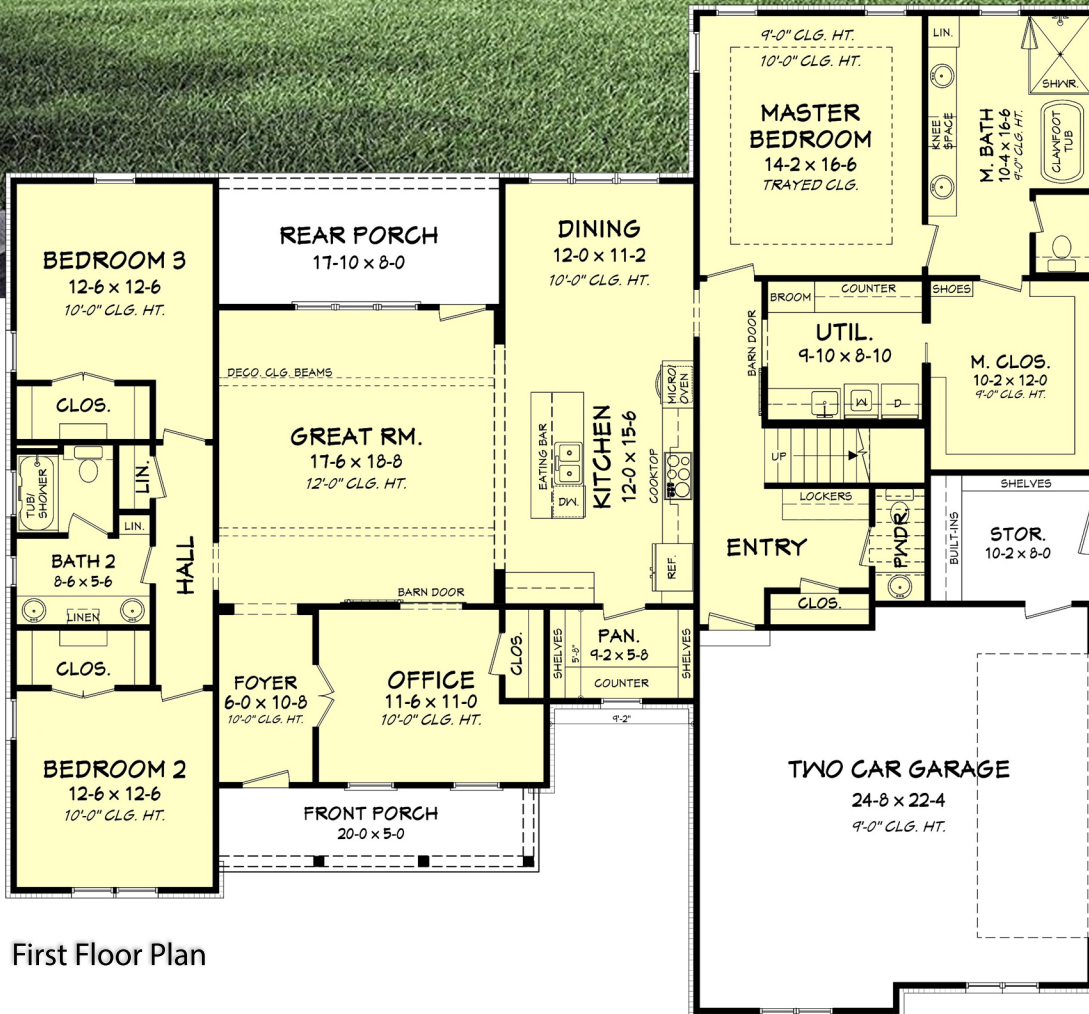 9'-0" CLG. HT.
10'-0" CLG. HT.
MASTER
BEDROOM
14-2 x 16-6
TRAYED CLG.
LIN.
KNEE
SPACE
M. BATH
10-4 x 16-6
9'-0" CLG. HT.
SHWR.
CLAWFOOT
TUB
BEDROOM 3
12-6 x 12-6
10'-0" CLG. HT.
REAR PORCH
17-10 x 8-0
DINING
12-0 x 11-2
10'-0" CLG. HT.
BROOM
COUNTER
SHOES
BARN DOOR
UTIL.
9-10 x 8-10
W
D
M. CLOS.
10-2 x 12-0
9'-0" CLG. HT.
CLOS.
DECO. CLG. BEAMS
GREAT RM.
17-6 x 18-8
12'-0" CLG. HT.
EATING BAR
DW.
KITCHEN
12-0 x 15-6
COOKTOP
MICRO/
OVEN
REF.
UP
LOCKERS
ENTRY
PWDR.
SHELVES
BUILT-INS
STOR.
10-2 x 8-0
TUB/
SHOWER
LIN.
LIN.
BATH 2
8-6 x 5-6
LINEN
HALL
CLOS.
BARN DOOR
CLOS.
FOYER
6-0 x 10-8
10'-0" CLG. HT.
OFFICE
11-6 x 11-0
10'-0" CLG. HT.
CLOS.
SHELVES
5'-8"
PAN.
9-2 x 5-8
COUNTER
SHELVES
9'-2"
BEDROOM 2
12-6 x 12-6
10'-0" CLG. HT.
FRONT PORCH
20-0 x 5-0
TWO CAR GARAGE
24-8 x 22-4
9'-0" CLG. HT.
First Floor Plan